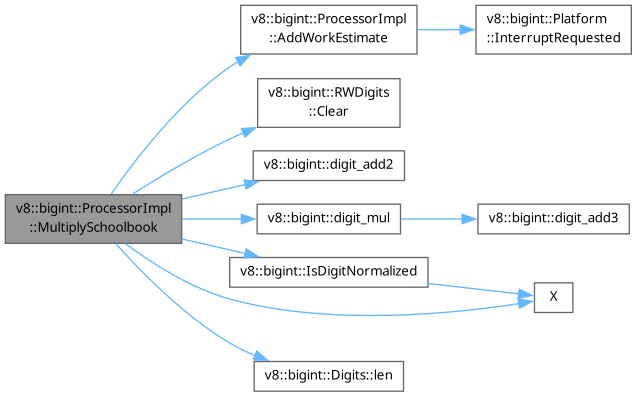 v8::bigint::ProcessorImpl
::MultiplySchoolbook
v8::bigint::ProcessorImpl
::AddWorkEstimate
v8::bigint::Platform
::InterruptRequested
v8::bigint::RWDigits
::Clear
v8::bigint::digit_add2
v8::bigint::digit_mul
v8::bigint::digit_add3
v8::bigint::IsDigitNormalized
X
v8::bigint::Digits::len